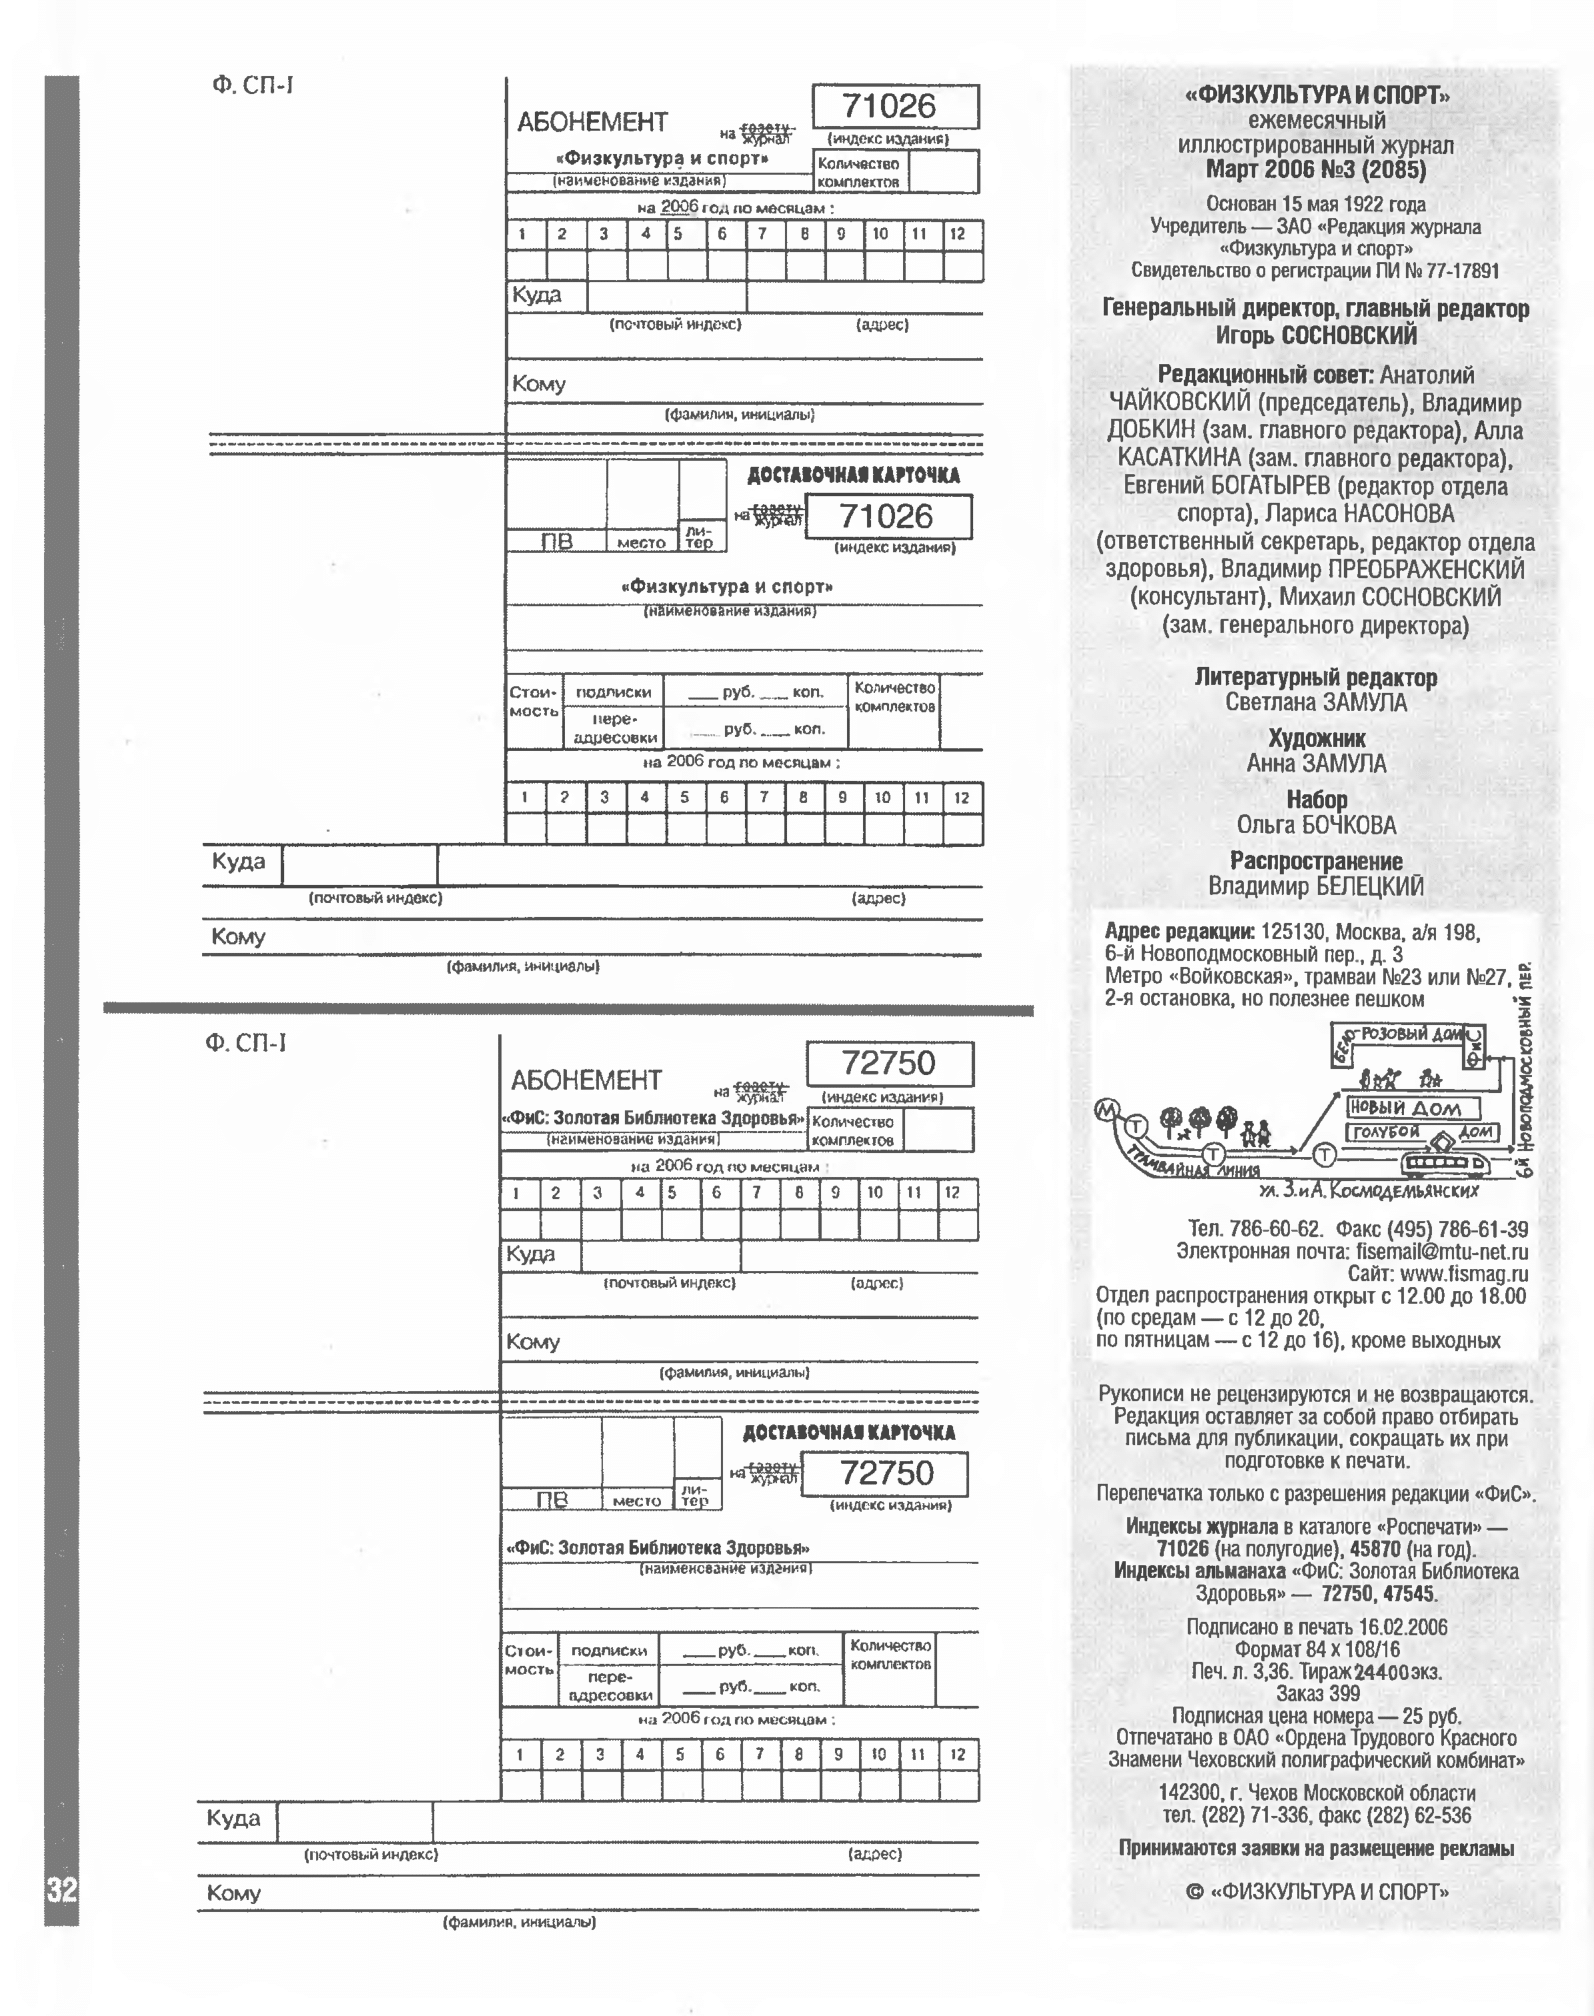 Ф. СП-I
АБОНЕМЕНТ
на газету
журнал
71026
(индекс издания)
«Физкультура и спорт»
(наименование издания)
Количество
комплектов
на 2006 год по месяцам :
1 2 3 4 5 6 7 8 9 10 11 12
Куда
(почтовый индекс) (адрес)
Кому
(фамилия, инициалы)
ДОСТАВОЧНАЯ КАРТОЧКА
на газету
журнал
71026
(индекс издания)
ПВ место ли-
тер
«Физкультура и спорт»
(наименование издания)
Стои-
мость
подписки ___ руб. ___ коп.
пере-
адресовки ___ руб. ___ коп.
Количество
комплектов
на 2006 год по месяцам :
1 2 3 4 5 6 7 8 9 10 11 12
Куда
(почтовый индекс) (адрес)
Кому
(фамилия, инициалы)
Ф. СП-I
АБОНЕМЕНТ
на газету
журнал
72750
(индекс издания)
«ФиС: Золотая Библиотека Здоровья»
(наименование издания)
Количество
комплектов
на 2006 год по месяцам :
1 2 3 4 5 6 7 8 9 10 11 12
Куда
(почтовый индекс) (адрес)
Кому
(фамилия, инициалы)
ДОСТАВОЧНАЯ КАРТОЧКА
на газету
журнал
72750
(индекс издания)
ПВ место ли-
тер
«ФиС: Золотая Библиотека Здоровья»
(наименование издания)
Стои-
мость
подписки ___ руб. ___ коп.
пере-
адресовки ___ руб. ___ коп.
Количество
комплектов
на 2006 год по месяцам :
1 2 3 4 5 6 7 8 9 10 11 12
Куда
(почтовый индекс) (адрес)
Кому
(фамилия, инициалы)
32
«ФИЗКУЛЬТУРА И СПОРТ»
ежемесячный
иллюстрированный журнал
Март 2006 №3 (2085)
Основан 15 мая 1922 года
Учредитель — ЗАО «Редакция журнала
«Физкультура и спорт»
Свидетельство о регистрации ПИ № 77-17891
Генеральный директор, главный редактор
Игорь СОСНОВСКИЙ
Редакционный совет: Анатолий
ЧАЙКОВСКИЙ (председатель), Владимир
ДОБКИН (зам. главного редактора), Алла
КАСАТКИНА (зам. главного редактора),
Евгений БОГАТЫРЕВ (редактор отдела
спорта), Лариса НАСОНОВА
(ответственный секретарь, редактор отдела
здоровья), Владимир ПРЕОБРАЖЕНСКИЙ
(консультант), Михаил СОСНОВСКИЙ
(зам. генерального директора)
Литературный редактор
Светлана ЗАМУЛА
Художник
Анна ЗАМУЛА
Набор
Ольга БОЧКОВА
Распространение
Владимир БЕЛЕЦКИЙ
Адрес редакции: 125130, Москва, а/я 198,
6-й Новоподмосковный пер., д. 3
Метро «Войковская», трамваи №23 или №27,
2-я остановка, но полезнее пешком
БЕЛО-РОЗОВЫЙ ДОМ
ФиС
НОВЫЙ ДОМ
ГОЛУБОЙ ДОМ
М
Т
Т
Т
ТРАМВАЙНАЯ ЛИНИЯ
УЛ. З. и А. КОСМОДЕМЬЯНСКИХ
6Й НОВОПОДМОСКОВНЫЙ ПЕР.
Тел. 786-60-62. Факс (495) 786-61-39
Электронная почта: fisemail@mtu-net.ru
Сайт: www.fismag.ru
Отдел распространения открыт с 12.00 до 18.00
(по средам — с 12 до 20,
по пятницам — с 12 до 16), кроме выходных
Рукописи не рецензируются и не возвращаются.
Редакция оставляет за собой право отбирать
письма для публикации, сокращать их при
подготовке к печати.
Перепечатка только с разрешения редакции «ФиС».
Индексы журнала в каталоге «Роспечати» —
71026 (на полугодие), 45870 (на год).
Индексы альманаха «ФиС: Золотая Библиотека
Здоровья» — 72750, 47545.
Подписано в печать 16.02.2006
Формат 84 х 108/16
Печ. л. 3,36. Тираж 24400 экз.
Заказ 399
Подписная цена номера — 25 руб.
Отпечатано в ОАО «Ордена Трудового Красного
Знамени Чеховский полиграфический комбинат»
142300, г. Чехов Московской области
тел. (282) 71-336, факс (282) 62-536
Принимаются заявки на размещение рекламы
© «ФИЗКУЛЬТУРА И СПОРТ»